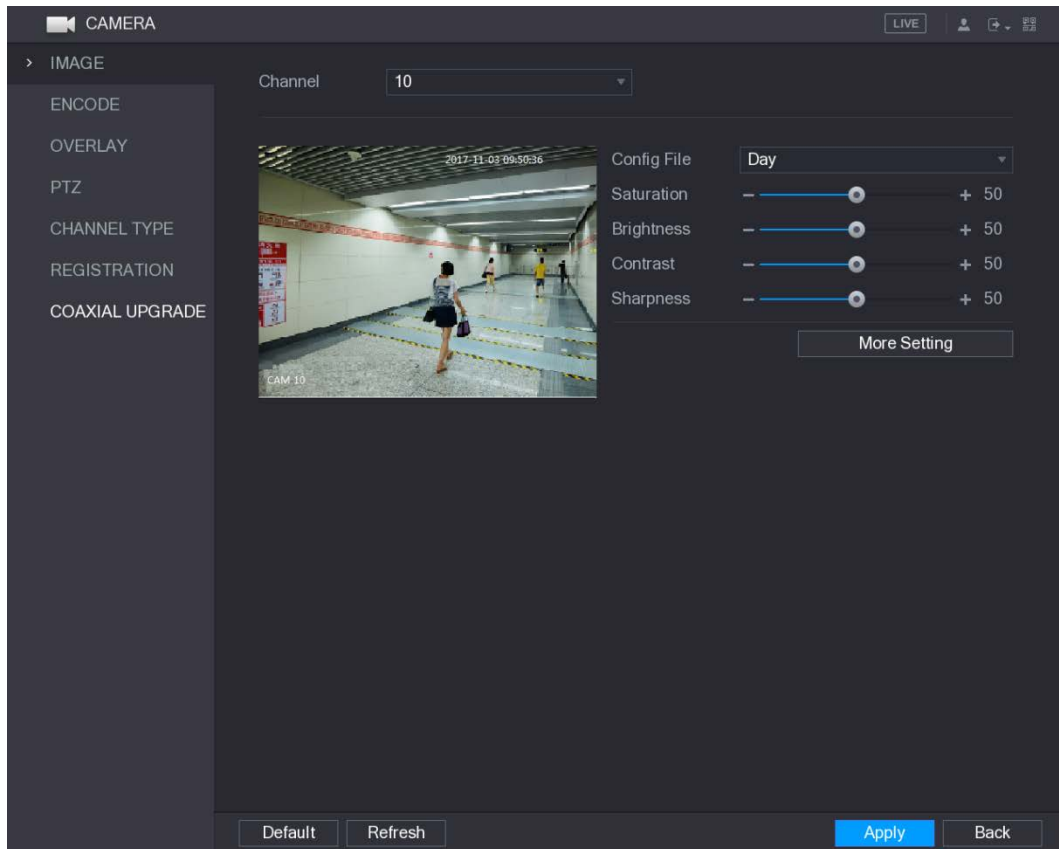 CAMERA
LIVE
IMAGE
ENCODE
OVERLAY
PTZ
CHANNEL TYPE
REGISTRATION
COAXIAL UPGRADE
Channel 10
2017-11-03 09:50:36
CAM 10
Config File Day
Saturation - + 50
Brightness - + 50
Contrast - + 50
Sharpness - + 50
More Setting
Default Refresh Apply Back